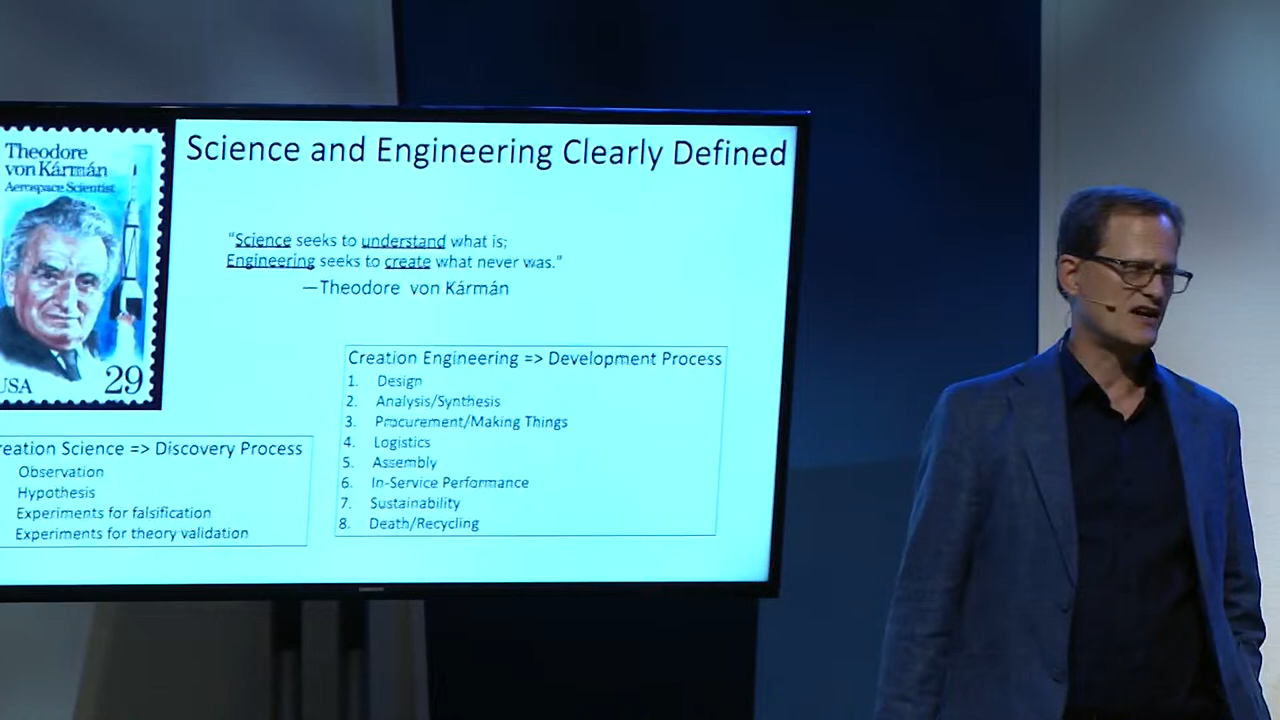 Theodore
von Kármán
Aerospace Scientist
USA
29
Science and Engineering Clearly Defined
“Science seeks to understand what is;
Engineering seeks to create what never was.”
—Theodore von Kármán
Creation Engineering => Development Process
1. Design
2. Analysis/Synthesis
3. Procurement/Making Things
4. Logistics
5. Assembly
6. In-Service Performance
7. Sustainability
8. Death/Recycling
reation Science => Discovery Process
Observation
Hypothesis
Experiments for falsification
Experiments for theory validation